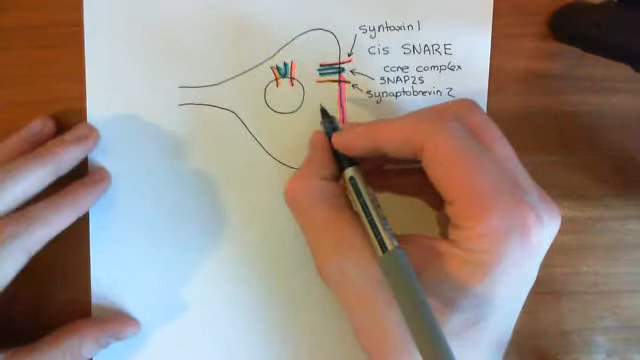 syntaxin 1
cis SNARE
core complex
SNAP25
synaptobrevin 2